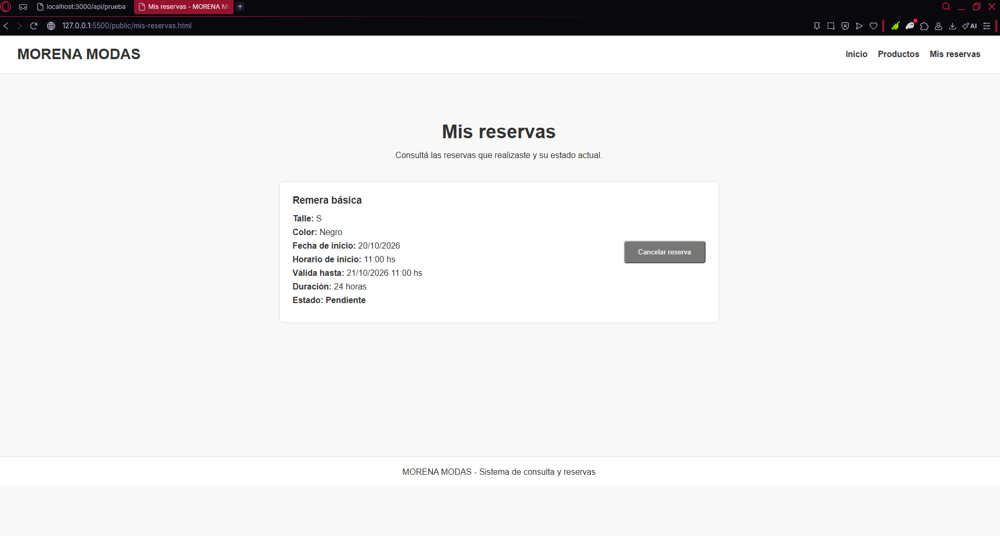 localhost:3000/api/prueba
Mis reservas - MORENA M
127.0.0.1:5500/public/mis-reservas.html
AI
MORENA MODAS
Inicio
Productos
Mis reservas
Mis reservas
Consultá las reservas que realizaste y su estado actual.
Remera básica
Talle: S
Color: Negro
Fecha de inicio: 20/10/2026
Horario de inicio: 11:00 hs
Válida hasta: 21/10/2026 11:00 hs
Duración: 24 horas
Estado: Pendiente
Cancelar reserva
MORENA MODAS - Sistema de consulta y reservas